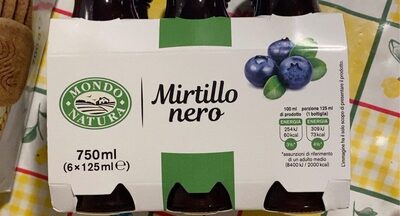 MONDO
NATURA
Mirtillo
nero
750ml
(6 x 125ml ℮)
100 ml
di prodotto
ENERGIA
254kJ
60kcal
3%*
porzione 125 ml
(1 bottiglia)
ENERGIA
309kJ
73kcal
4%*
*assunzioni di riferimento
di un adulto medio
(8400 kJ / 2000 kcal)
L'immagine ha il solo scopo di presentare il prodotto.